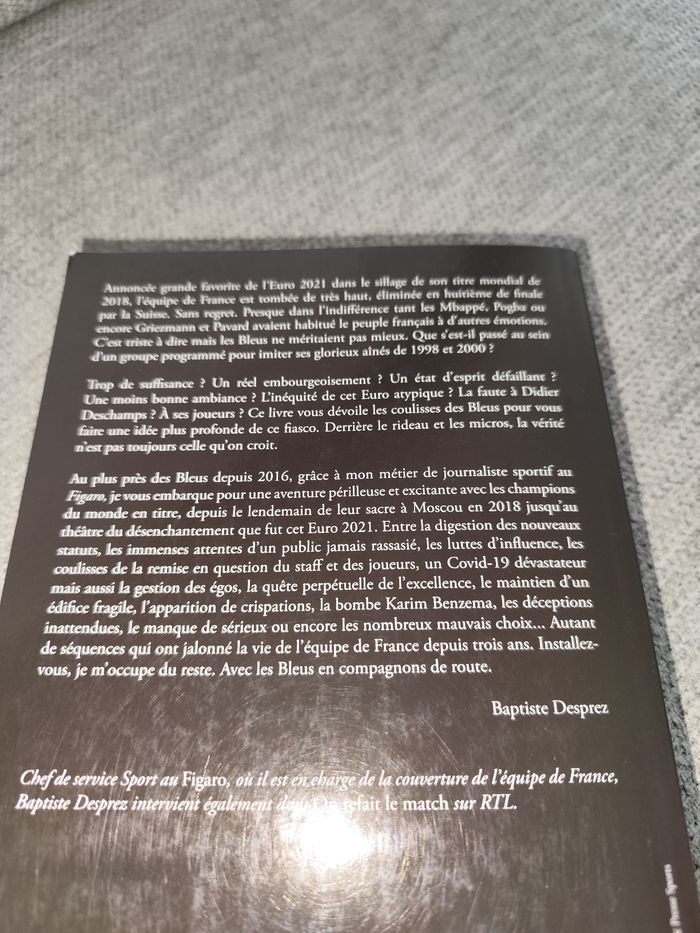 Annoncée grande favorite de l'Euro 2021 dans le sillage de son titre mondial de
2018, l'équipe de France est tombée de très haut, éliminée en huitième de finale
par la Suisse. Sans regret. Presque dans l'indifférence tant les Mbappé, Pogba ou
encore Griezmann et Pavard avaient habitué le peuple français à d'autres émotions.
C'est triste à dire mais les Bleus ne méritaient pas mieux. Que s'est-il passé au sein
d'un groupe programmé pour imiter ses glorieux aînés de 1998 et 2000 ?
Trop de suffisance ? Un réel embourgeoisement ? Un état d'esprit défaillant ?
Une moins bonne ambiance ? L'inéquité de cet Euro atypique ? La faute à Didier
Deschamps ? À ses joueurs ? Ce livre vous dévoile les coulisses des Bleus pour vous
faire une idée plus profonde de ce fiasco. Derrière le rideau et les micros, la vérité
n'est pas toujours celle qu'on croit.
Au plus près des Bleus depuis 2016, grâce à mon métier de journaliste sportif au
Figaro, je vous embarque pour une aventure périlleuse et excitante avec les champions
du monde en titre, depuis le lendemain de leur sacre à Moscou en 2018 jusqu'au
théâtre du désenchantement que fut cet Euro 2021. Entre la digestion des nouveaux
statuts, les immenses attentes d'un public jamais rassasié, les luttes d'influence, les
coulisses de la remise en question du staff et des joueurs, un Covid-19 dévastateur
mais aussi la gestion des égos, la quête perpétuelle de l'excellence, le maintien d'un
édifice fragile, l'apparition de crispations, la bombe Karim Benzema, les déceptions
inattendues, le manque de sérieux ou encore les nombreux mauvais choix... Autant
de séquences qui ont jalonné la vie de l'équipe de France depuis trois ans. Installez-
vous, je m'occupe du reste. Avec les Bleus en compagnons de route.
Baptiste Desprez
Chef de service Sport au Figaro, où il est en charge de la couverture de l'équipe de France,
Baptiste Desprez intervient également dans On refait le match sur RTL.
Sports